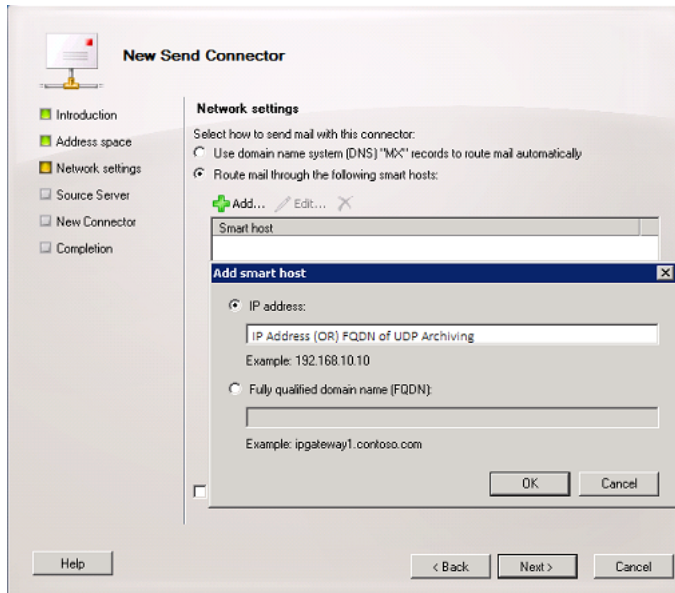 New Send Connector
Introduction
Address space
Network settings
Source Server
New Connector
Completion
Network settings
Select how to send mail with this connector:
Use domain name system (DNS) "MX" records to route mail automatically
Route mail through the following smart hosts:
Add... Edit...
Smart host
Add smart host
IP address:
IP Address (OR) FQDN of UDP Archiving
Example: 192.168.10.10
Fully qualified domain name (FQDN):
Example: ipgateway1.contoso.com
OK Cancel
Help < Back Next > Cancel